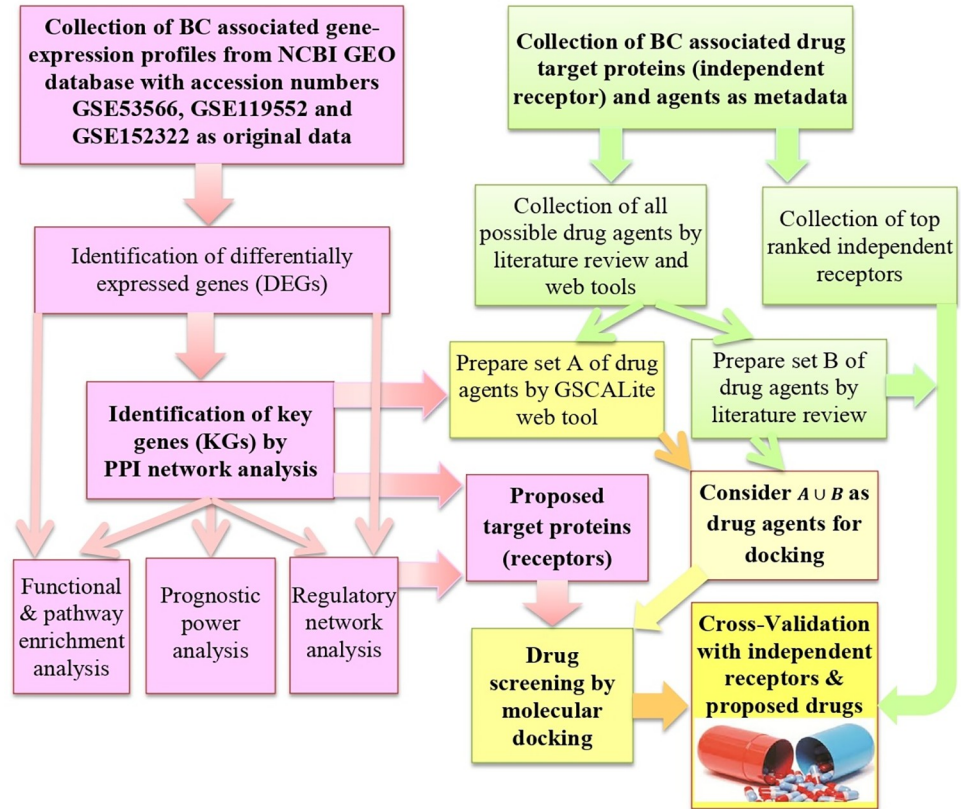 Collection of BC associated gene-
expression profiles from NCBI GEO
database with accession numbers
GSE53566, GSE119552 and
GSE152322 as original data
Collection of BC associated drug
target proteins (independent
receptor) and agents as metadata
Identification of differentially
expressed genes (DEGs)
Collection of all
possible drug agents by
literature review and
web tools
Collection of top
ranked independent
receptors
Identification of key
genes (KGs) by
PPI network analysis
Prepare set A of drug
agents by GSCALite
web tool
Prepare set B of
drug agents by
literature review
Proposed
target proteins
(receptors)
Consider A ∪ B as
drug agents for
docking
Functional
& pathway
enrichment
analysis
Prognostic
power
analysis
Regulatory
network
analysis
Drug
screening by
molecular
docking
Cross-Validation
with independent
receptors &
proposed drugs